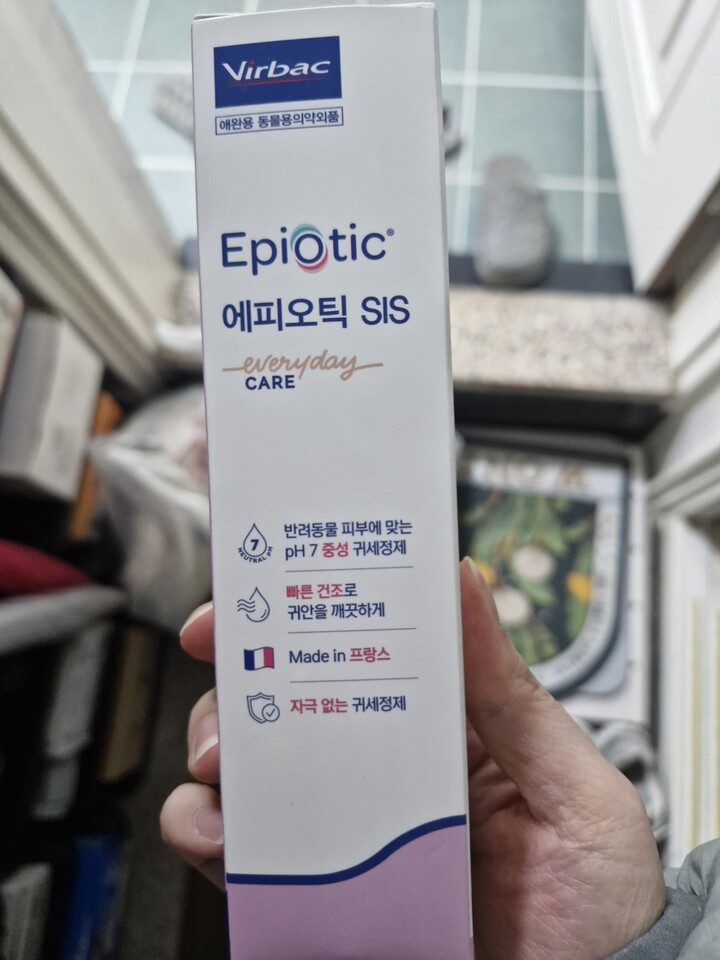 Virbac
애완용 동물용의약외품
Epiotic®
에피오틱 SIS
everyday
CARE
7
NEUTRAL PH
반려동물 피부에 맞는
pH 7 중성 귀세정제
빠른 건조로
귀안을 깨끗하게
Made in 프랑스
자극 없는 귀세정제